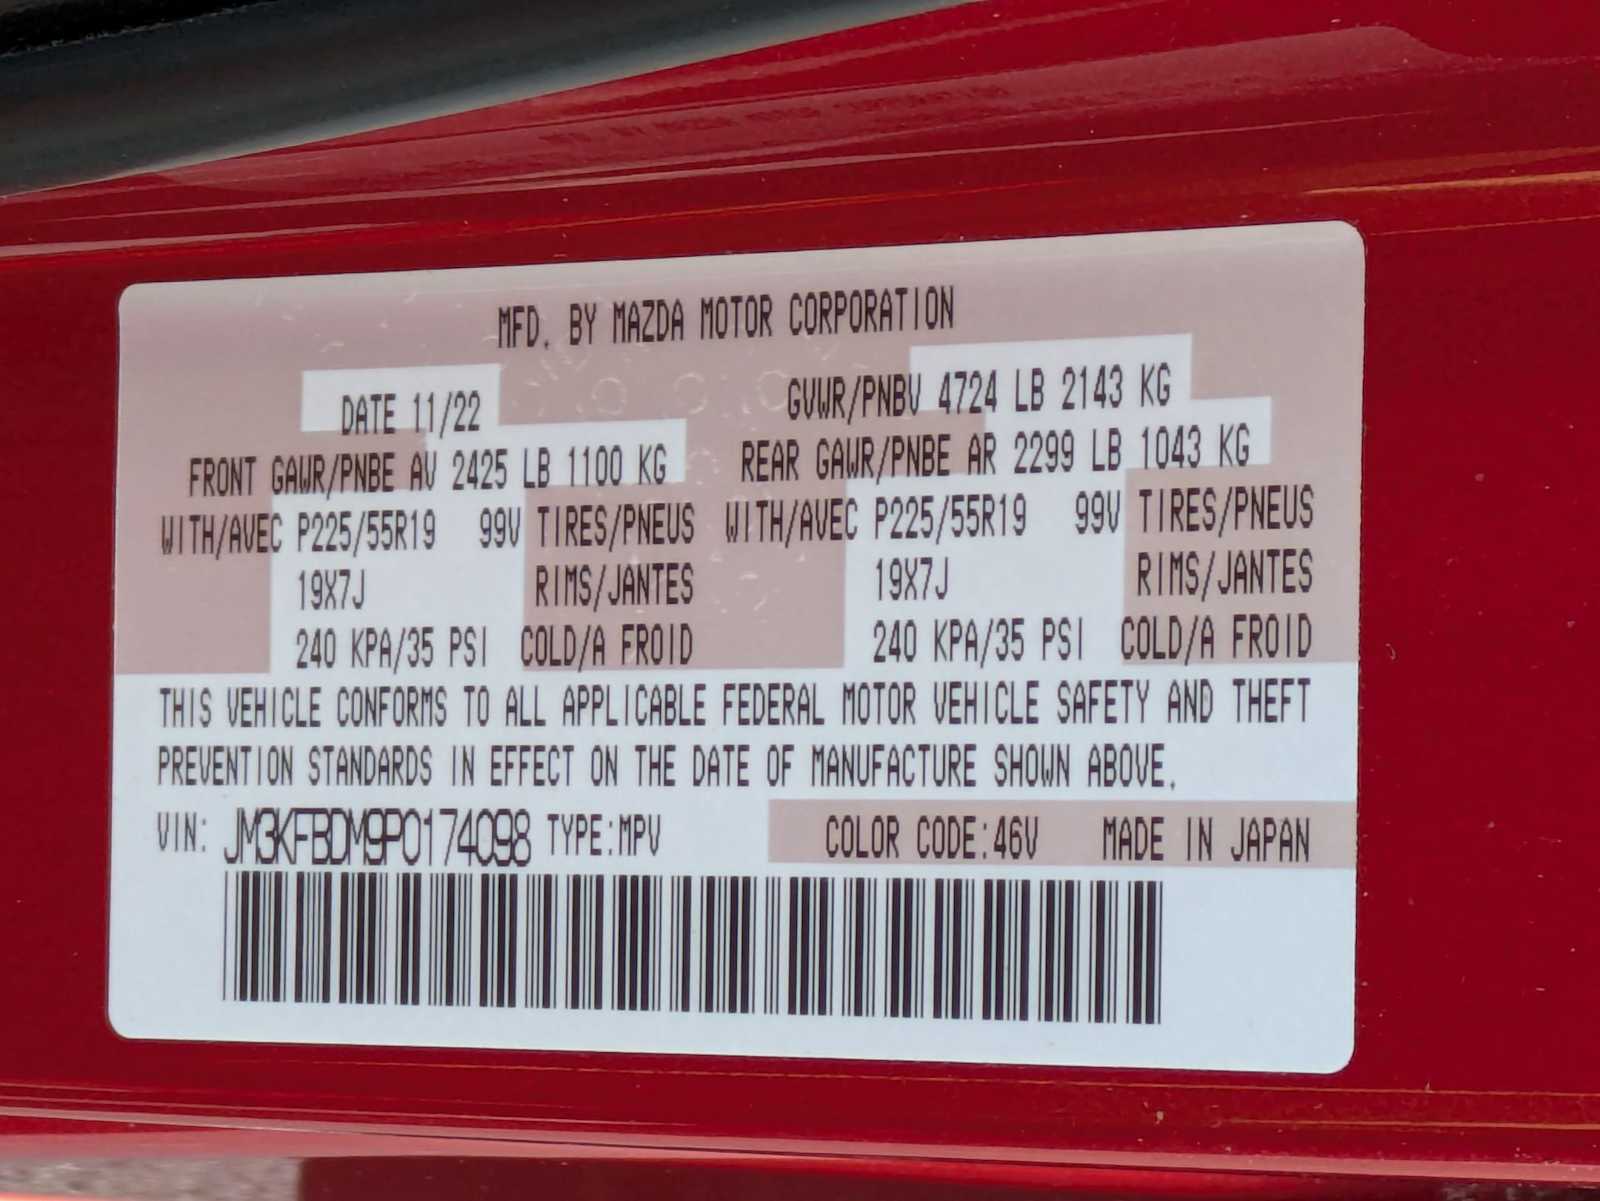 MFD. BY MAZDA MOTOR CORPORATION
DATE 11/22 GVWR/PNBV 4724 LB 2143 KG
FRONT GAWR/PNBE AV 2425 LB 1100 KG REAR GAWR/PNBE AR 2299 LB 1043 KG
WITH/AVEC P225/55R19 99V TIRES/PNEUS WITH/AVEC P225/55R19 99V TIRES/PNEUS
19X7J RIMS/JANTES 19X7J RIMS/JANTES
240 KPA/35 PSI COLD/A FROID 240 KPA/35 PSI COLD/A FROID
THIS VEHICLE CONFORMS TO ALL APPLICABLE FEDERAL MOTOR VEHICLE SAFETY AND THEFT
PREVENTION STANDARDS IN EFFECT ON THE DATE OF MANUFACTURE SHOWN ABOVE.
VIN: JM3KFBDM9P0174098 TYPE:MPV COLOR CODE:46V MADE IN JAPAN